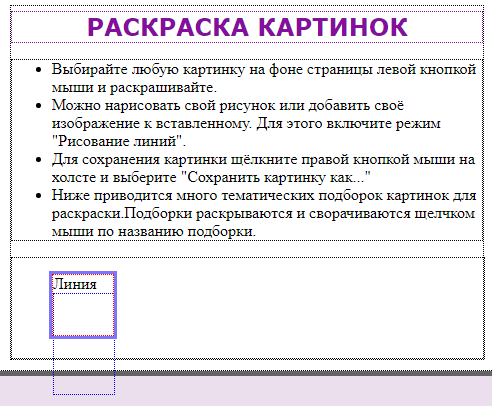 РАСКРАСКА КАРТИНОК
• Выбирайте любую картинку на фоне страницы левой кнопкой
мыши и раскрашивайте.
• Можно нарисовать свой рисунок или добавить своё
изображение к вставленному. Для этого включите режим
"Рисование линий".
• Для сохранения картинки щёлкните правой кнопкой мыши на
холсте и выберите "Сохранить картинку как..."
• Ниже приводится много тематических подборок картинок для
раскраски.Подборки раскрываются и сворачиваются щелчком
мыши по названию подборки.
Линия